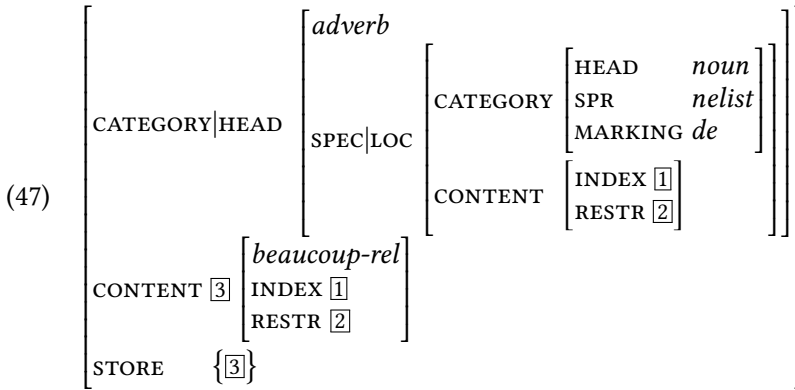 adverb
HEAD noun
CATEGORY SPR nelist
MARKING de
CATEGORY|HEAD SPEC|LOC
CONTENT INDEX 1
RESTR 2
(47)
beaucoup-rel
CONTENT 3 INDEX 1
RESTR 2
STORE {3}